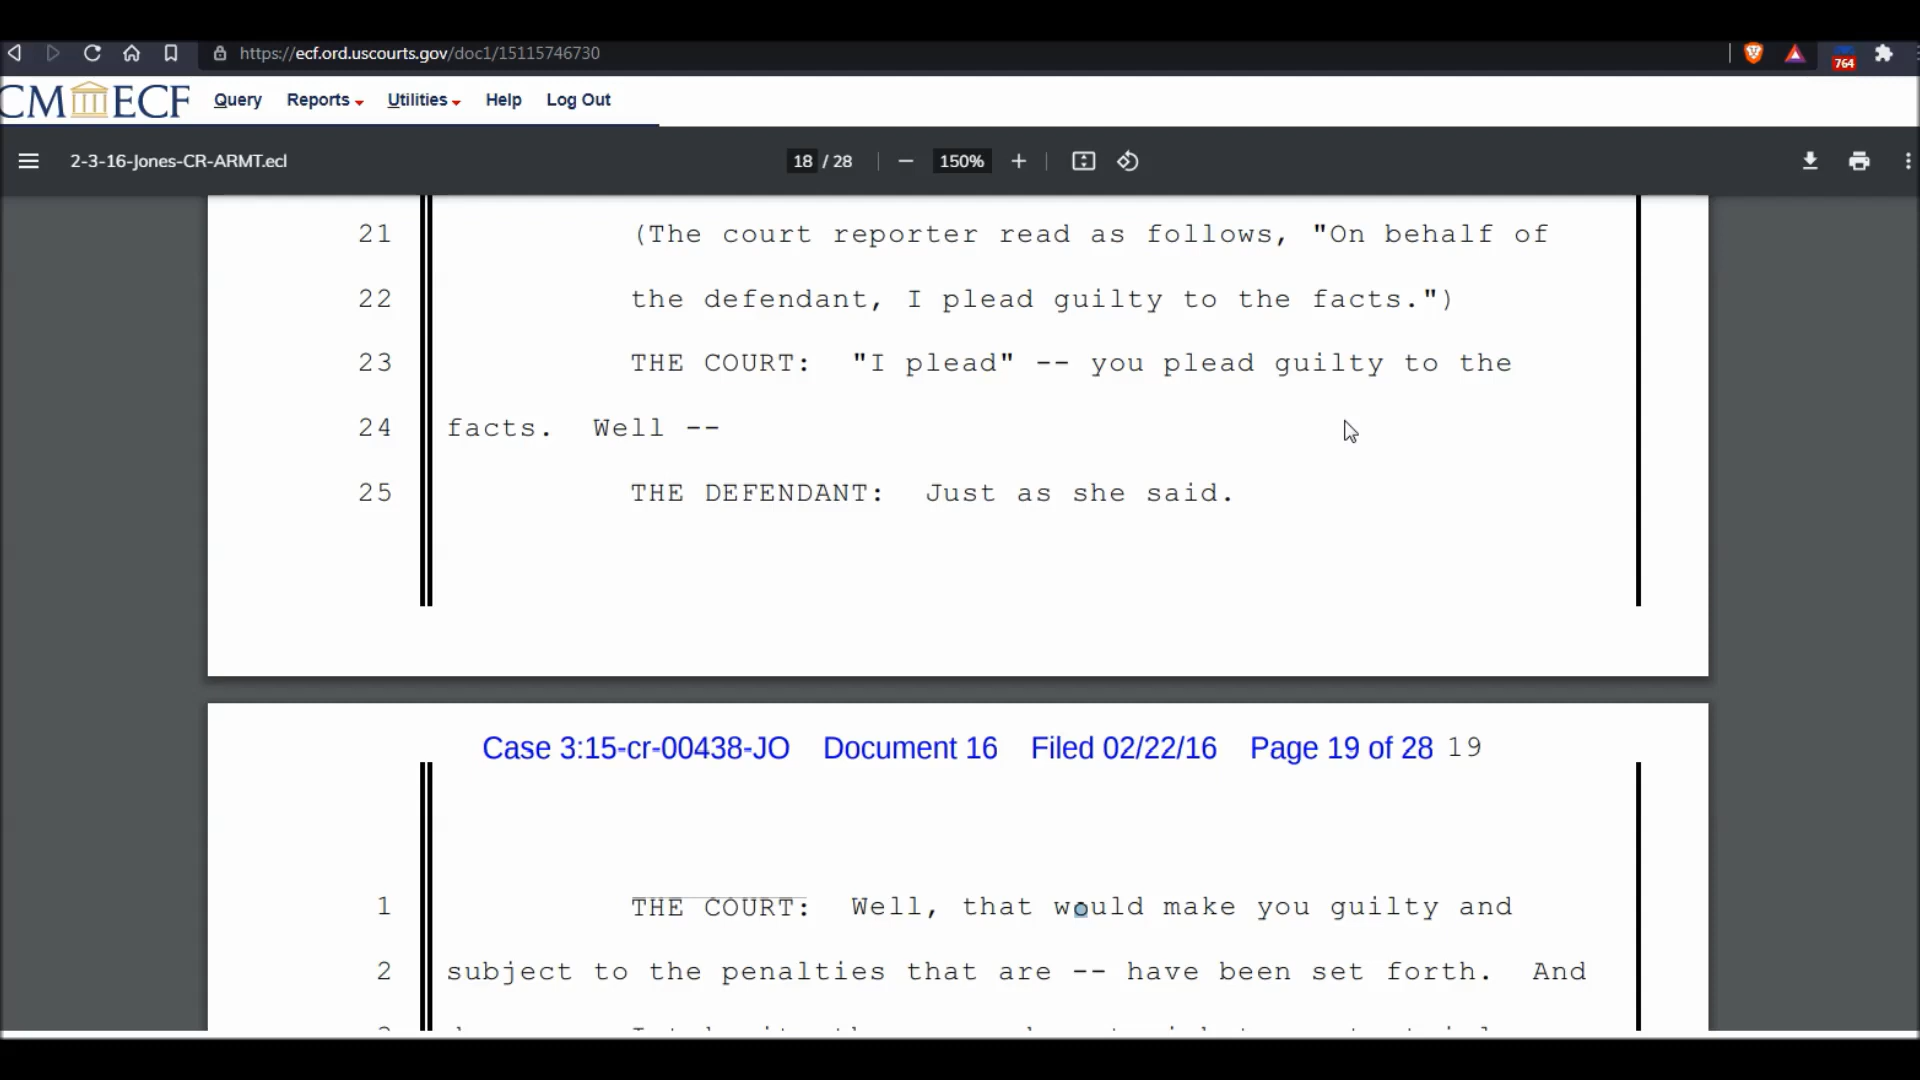 https://ecf.ord.uscourts.gov/doc1/15115746730
764
CM ECF Query Reports Utilities Help Log Out
2-3-16-Jones-CR-ARMT.ecl 18 / 28 150%
21 (The court reporter read as follows, "On behalf of
22 the defendant, I plead guilty to the facts.")
23 THE COURT: "I plead" -- you plead guilty to the
24 facts. Well --
25 THE DEFENDANT: Just as she said.
Case 3:15-cr-00438-JO Document 16 Filed 02/22/16 Page 19 of 28 19
1 THE COURT: Well, that would make you guilty and
2 subject to the penalties that are -- have been set forth. And